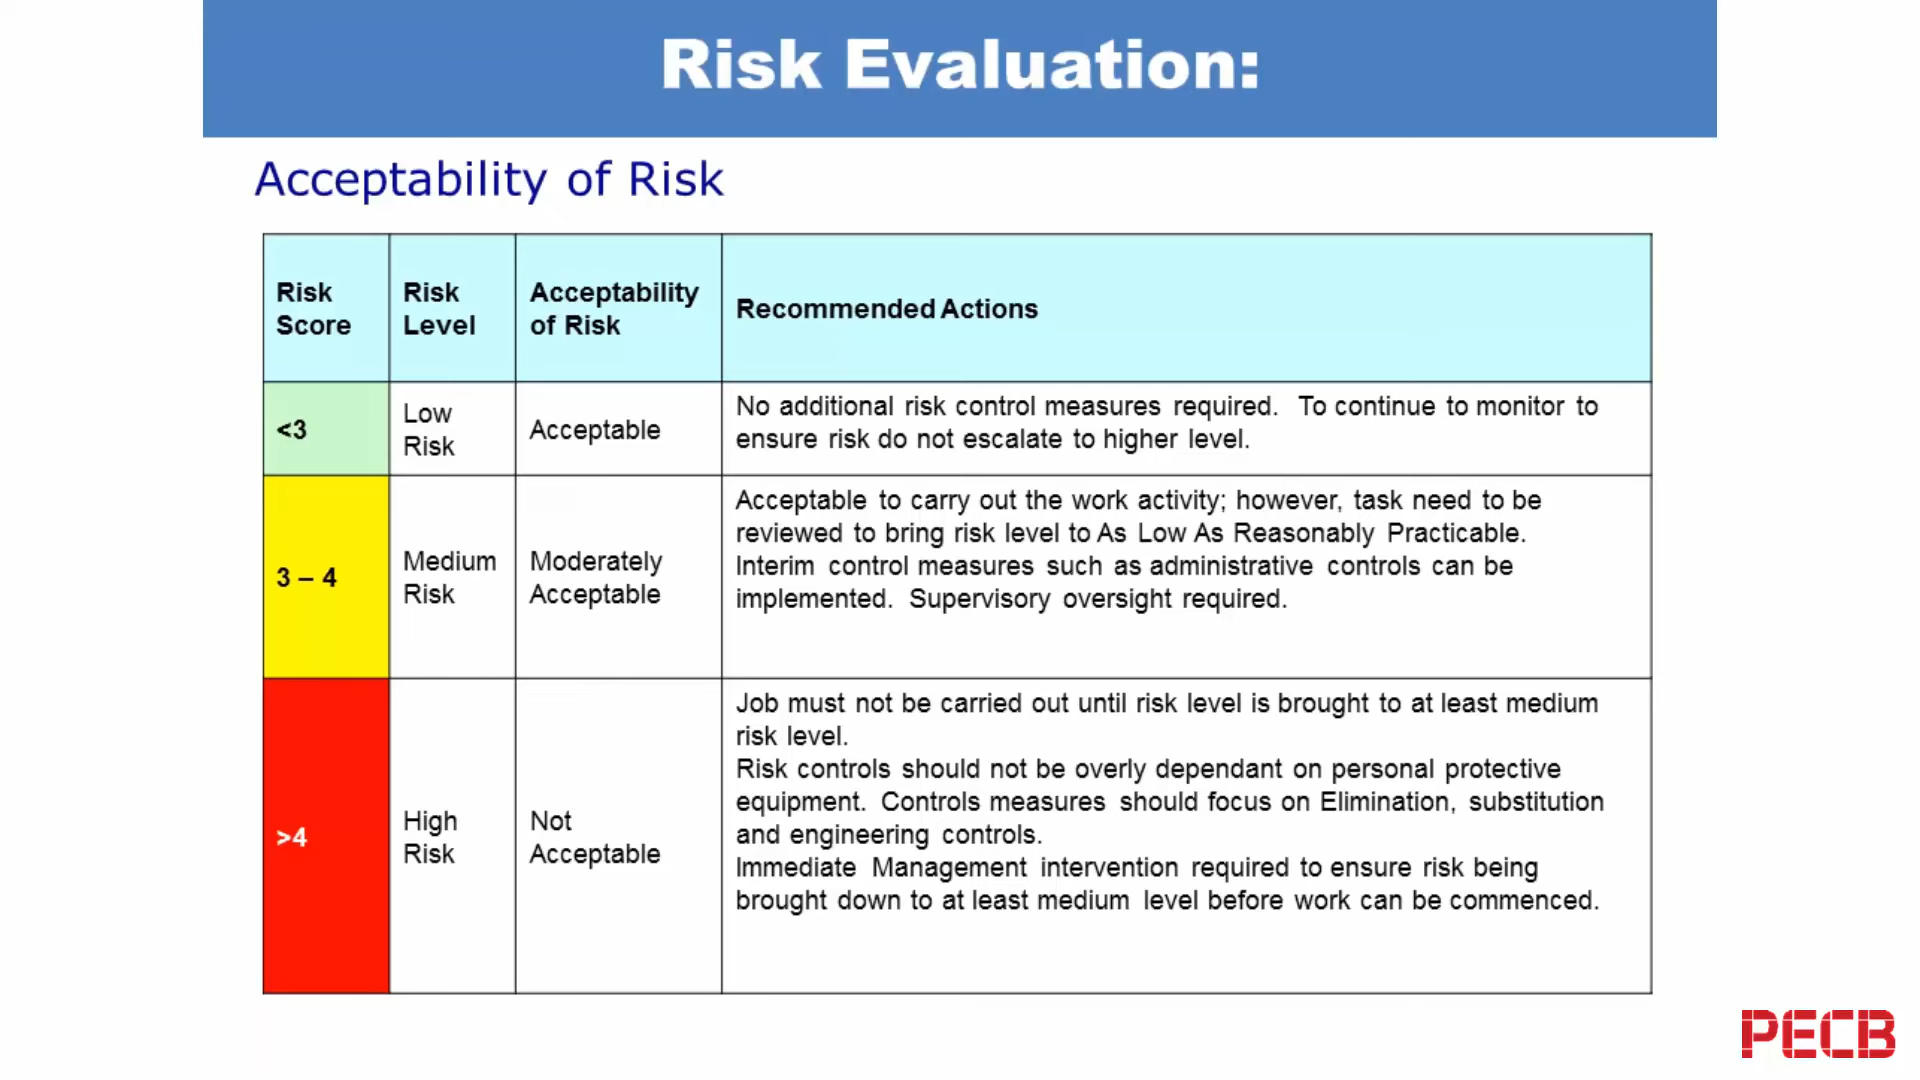 Risk Evaluation:
Acceptability of Risk
Risk
Score
Risk
Level
Acceptability
of Risk
Recommended Actions
<3
Low
Risk
Acceptable
No additional risk control measures required. To continue to monitor to
ensure risk do not escalate to higher level.
3 – 4
Medium
Risk
Moderately
Acceptable
Acceptable to carry out the work activity; however, task need to be
reviewed to bring risk level to As Low As Reasonably Practicable.
Interim control measures such as administrative controls can be
implemented. Supervisory oversight required.
>4
High
Risk
Not
Acceptable
Job must not be carried out until risk level is brought to at least medium
risk level.
Risk controls should not be overly dependant on personal protective
equipment. Controls measures should focus on Elimination, substitution
and engineering controls.
Immediate Management intervention required to ensure risk being
brought down to at least medium level before work can be commenced.
PECB